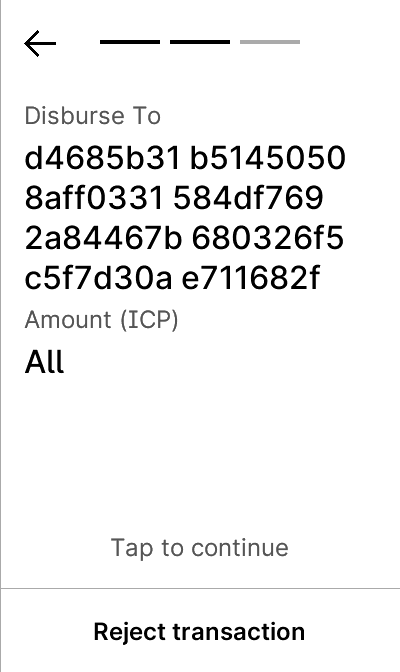 Disburse To
d4685b31 b5145050
8aff0331 584df769
2a84467b 680326f5
c5f7d30a e711682f
Amount (ICP)
All
Tap to continue
Reject transaction